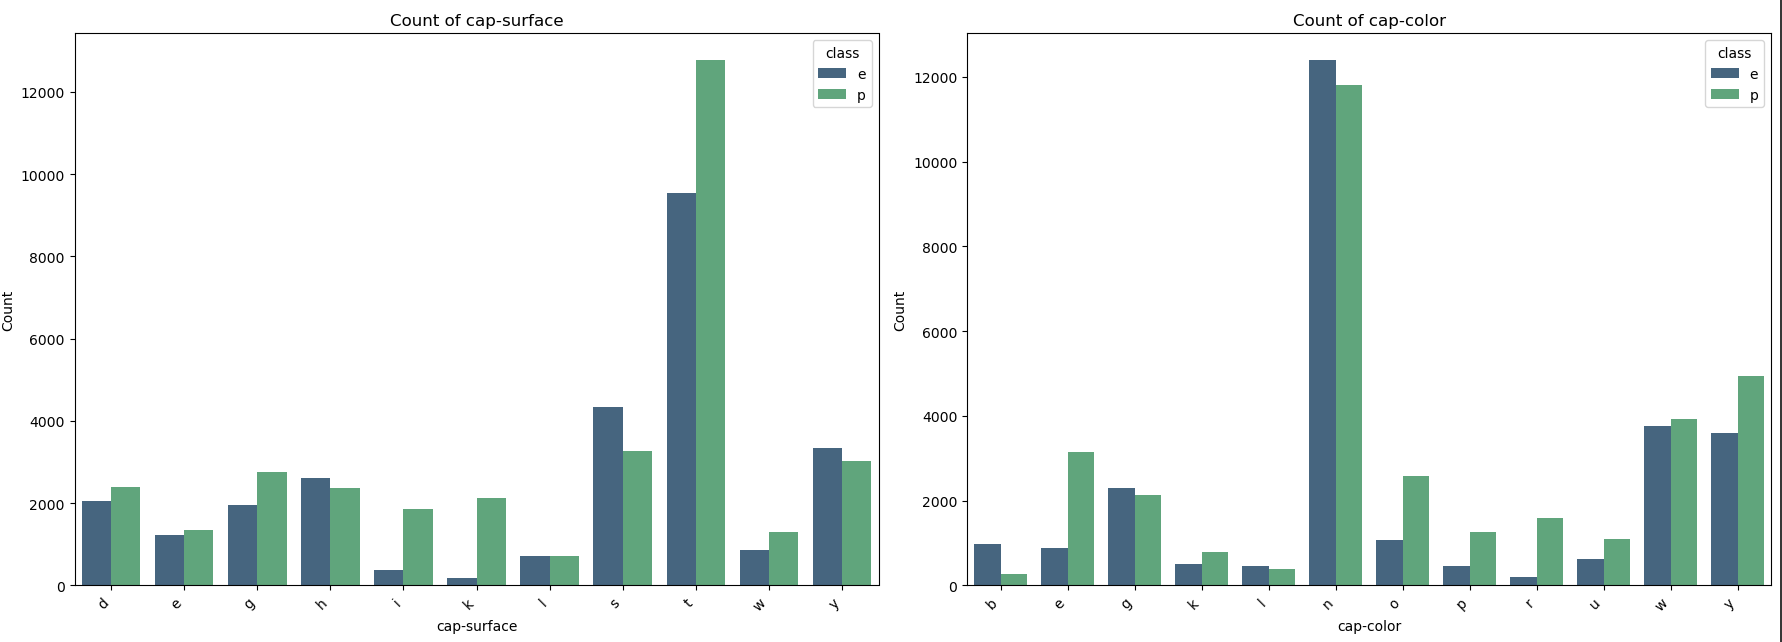 Count of cap-surface
class
e
p
12000
10000
8000
6000
4000
2000
0
Count
d e g h i k l s t w y
cap-surface
Count of cap-color
class
e
p
12000
10000
8000
6000
4000
2000
0
Count
b e g k l n o p r u w y
cap-color